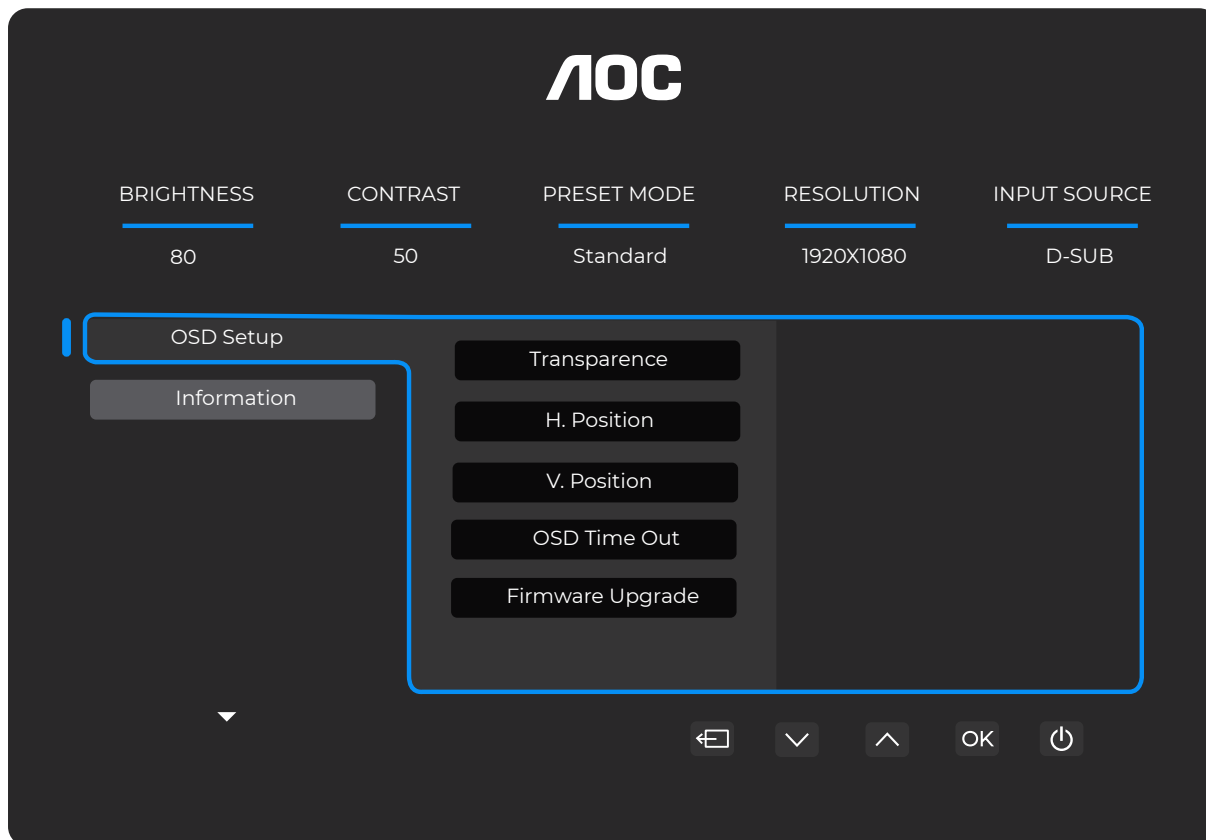 AOC
BRIGHTNESS CONTRAST PRESET MODE RESOLUTION INPUT SOURCE
80 50 Standard 1920X1080 D-SUB
OSD Setup
Information
Transparence
H. Position
V. Position
OSD Time Out
Firmware Upgrade
OK